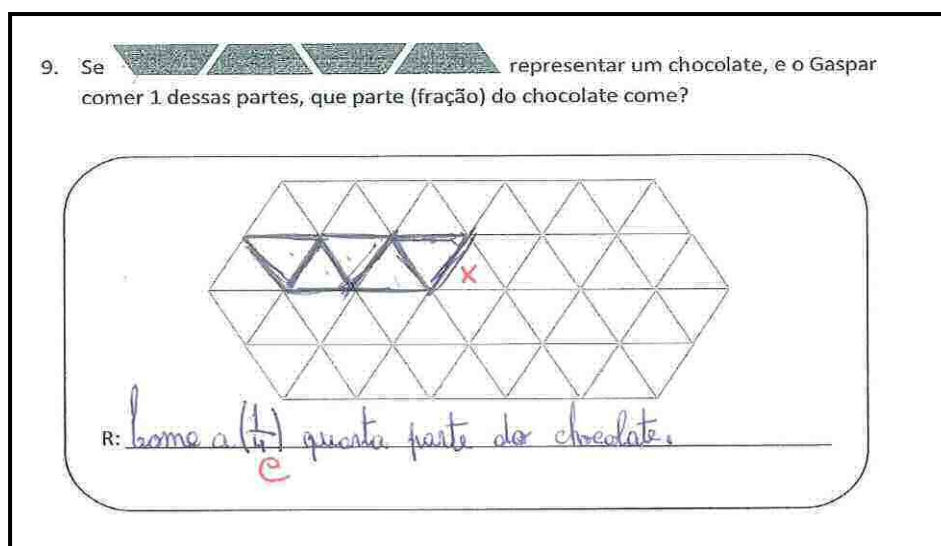 9. Se representar um chocolate, e o Gaspar
comer 1 dessas partes, que parte (fração) do chocolate come?
x
R: Come a (1/4) quarta parte do chocolate.
C